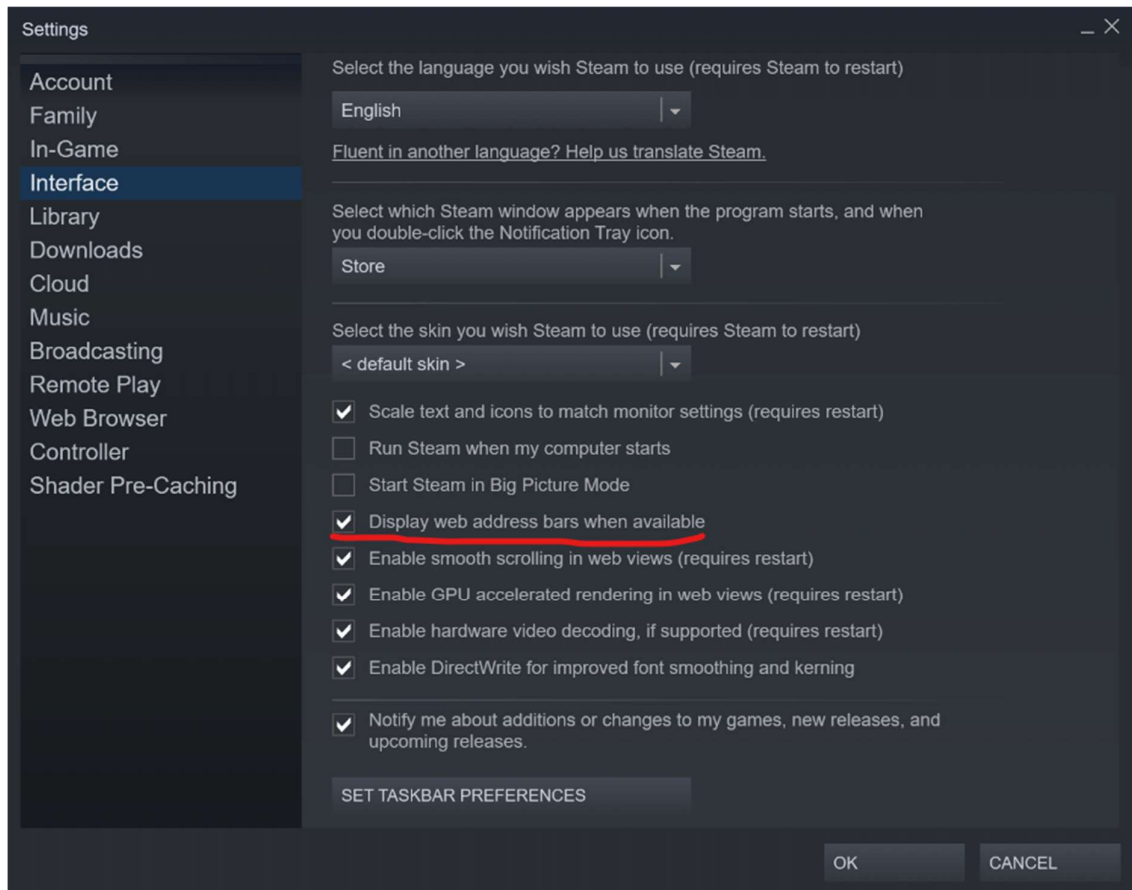 Settings
Account
Family
In-Game
Interface
Library
Downloads
Cloud
Music
Broadcasting
Remote Play
Web Browser
Controller
Shader Pre-Caching
Select the language you wish Steam to use (requires Steam to restart)
English
Fluent in another language? Help us translate Steam.
Select which Steam window appears when the program starts, and when
you double-click the Notification Tray icon.
Store
Select the skin you wish Steam to use (requires Steam to restart)
< default skin >
Scale text and icons to match monitor settings (requires restart)
Run Steam when my computer starts
Start Steam in Big Picture Mode
Display web address bars when available
Enable smooth scrolling in web views (requires restart)
Enable GPU accelerated rendering in web views (requires restart)
Enable hardware video decoding, if supported (requires restart)
Enable DirectWrite for improved font smoothing and kerning
Notify me about additions or changes to my games, new releases, and
upcoming releases.
SET TASKBAR PREFERENCES
OK
CANCEL